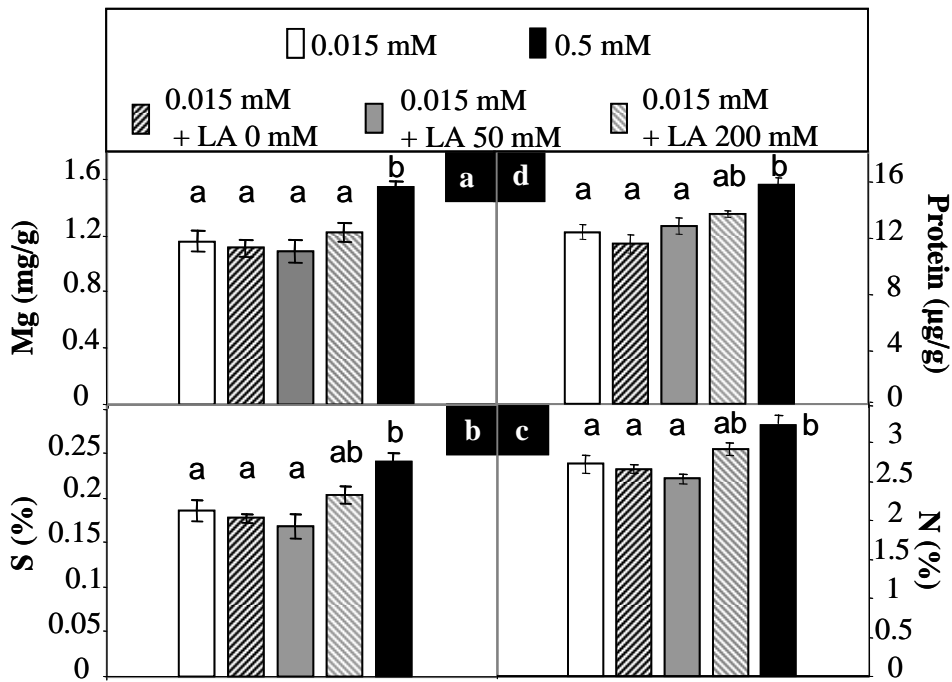 0.015 mM 0.5 mM
0.015 mM 0.015 mM 0.015 mM
+ LA 0 mM + LA 50 mM + LA 200 mM
Mg (mg/g)
1.6
1.2
0.8
0.4
0
a a a a b
a
d
a a a ab b
16
12
8
4
0
Protein (µg/g)
S (%)
0.25
0.2
0.15
0.1
0.05
0
a a a ab b
b
c
a a a ab b
3
2.5
2
1.5
1
0.5
0
N (%)